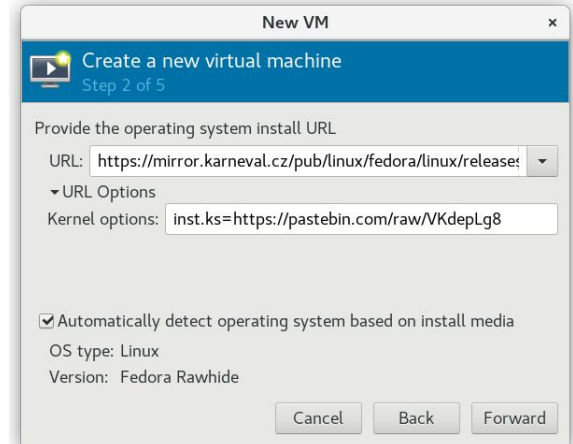 New VM
Create a new virtual machine
Step 2 of 5
Provide the operating system install URL
URL: https://mirror.karneval.cz/pub/linux/fedora/linux/releases
URL Options
Kernel options: inst.ks=https://pastebin.com/raw/VKdepLg8
Automatically detect operating system based on install media
OS type: Linux
Version: Fedora Rawhide
Cancel Back Forward